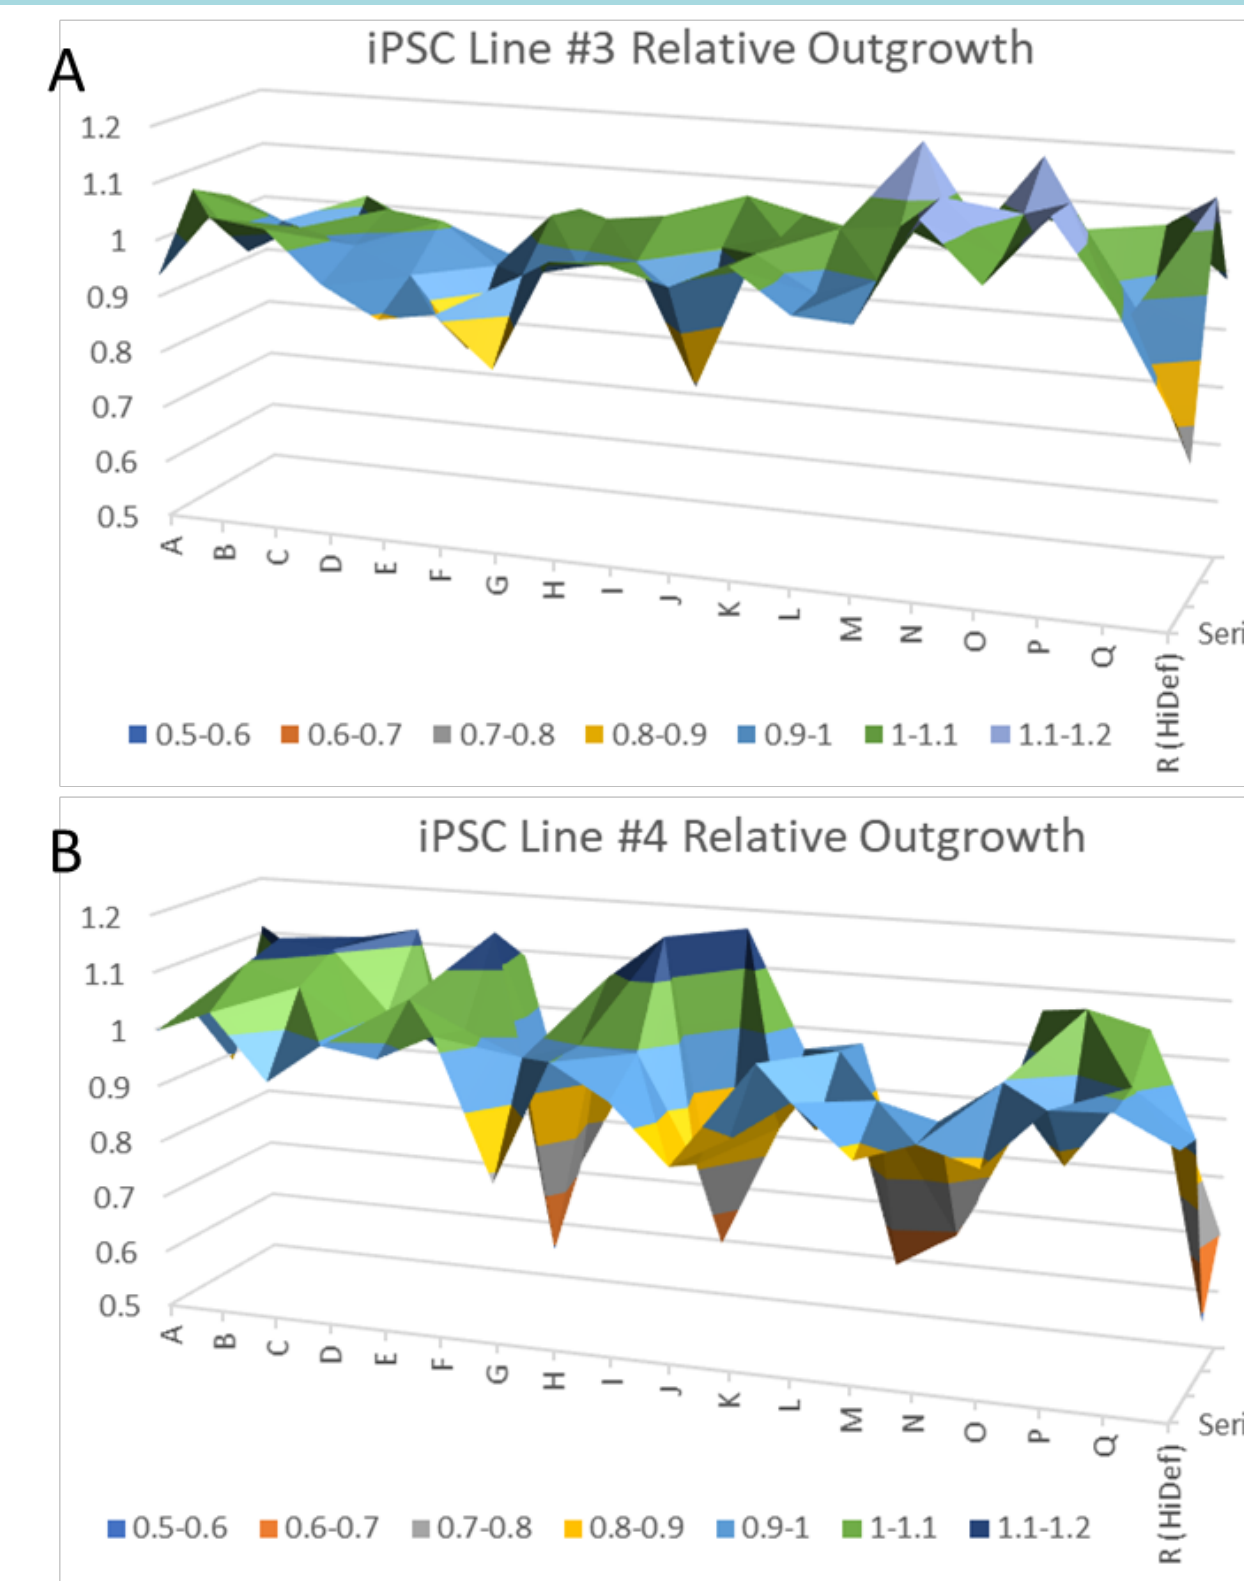 A
iPSC Line #3 Relative Outgrowth
1.2
1.1
1
0.9
0.8
0.7
0.6
0.5
A B C D E F G H I J K L M N O P Q R (HiDef)
Seri
0.5-0.6 0.6-0.7 0.7-0.8 0.8-0.9 0.9-1 1-1.1 1.1-1.2
B
iPSC Line #4 Relative Outgrowth
1.2
1.1
1
0.9
0.8
0.7
0.6
0.5
A B C D E F G H I J K L M N O P Q R (HiDef)
Seri
0.5-0.6 0.6-0.7 0.7-0.8 0.8-0.9 0.9-1 1-1.1 1.1-1.2